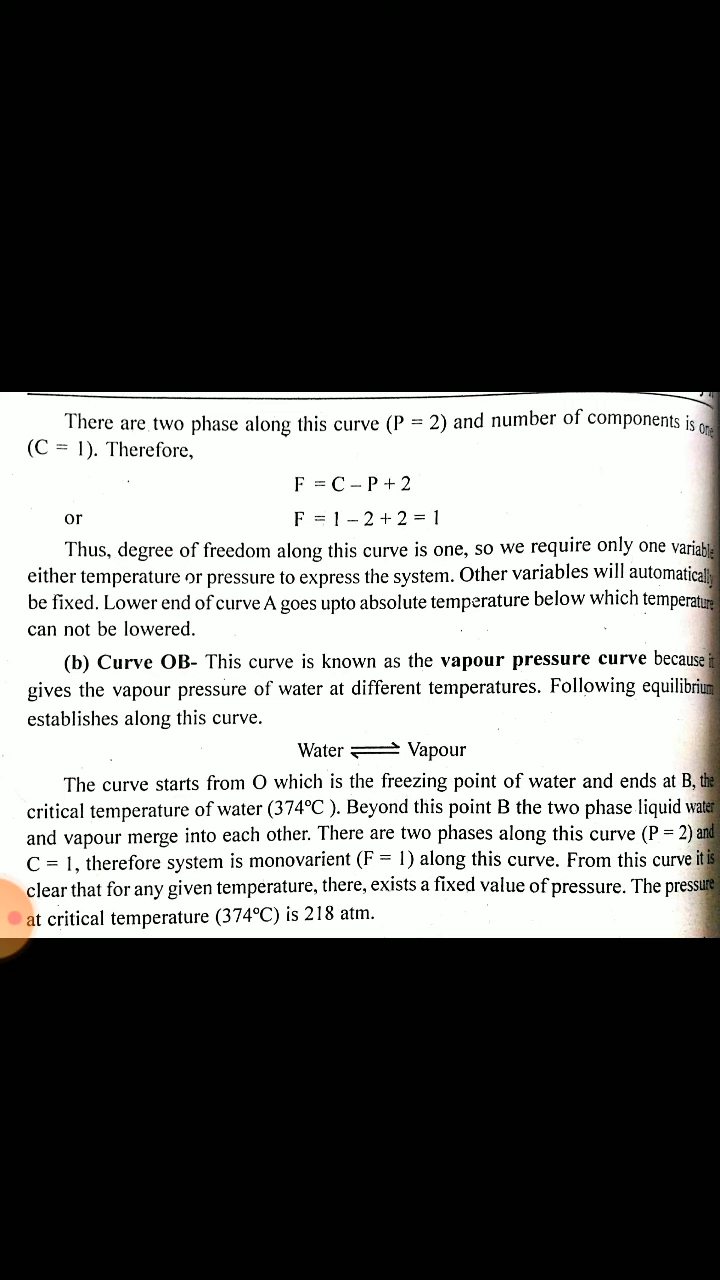 There are two phase along this curve (P = 2) and number of components is one
(C = 1). Therefore,
F = C – P + 2
or F = 1 – 2 + 2 = 1
Thus, degree of freedom along this curve is one, so we require only one variable
either temperature or pressure to express the system. Other variables will automatically
be fixed. Lower end of curve A goes upto absolute temperature below which temperature
can not be lowered.
(b) Curve OB- This curve is known as the vapour pressure curve because it
gives the vapour pressure of water at different temperatures. Following equilibrium
establishes along this curve.
Water ⇌ Vapour
The curve starts from O which is the freezing point of water and ends at B, the
critical temperature of water (374ºC ). Beyond this point B the two phase liquid water
and vapour merge into each other. There are two phases along this curve (P = 2) and
C = 1, therefore system is monovarient (F = 1) along this curve. From this curve it is
clear that for any given temperature, there, exists a fixed value of pressure. The pressure
at critical temperature (374ºC) is 218 atm.